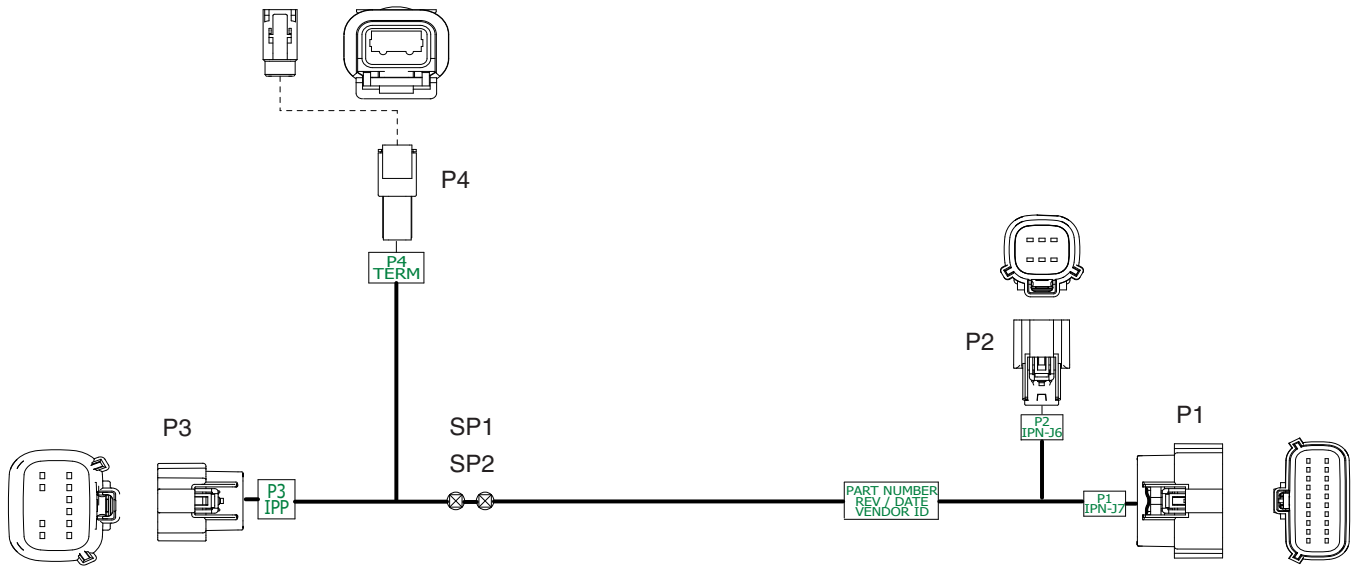 P4
P4
TERM
P2
P2
IPN-J6
P1
P3
SP1
SP2
P3
IPP
PART NUMBER
REV / DATE
VENDOR ID
P1
IPN-J7